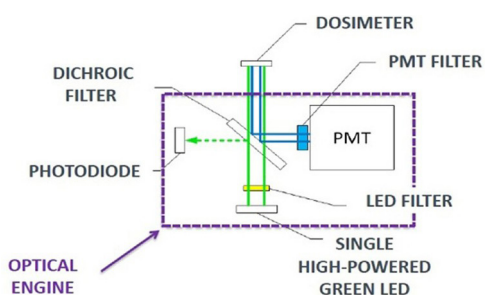 DOSIMETER
DICHROIC
FILTER
PMT FILTER
PMT
PHOTODIODE
LED FILTER
SINGLE
HIGH-POWERED
GREEN LED
OPTICAL
ENGINE